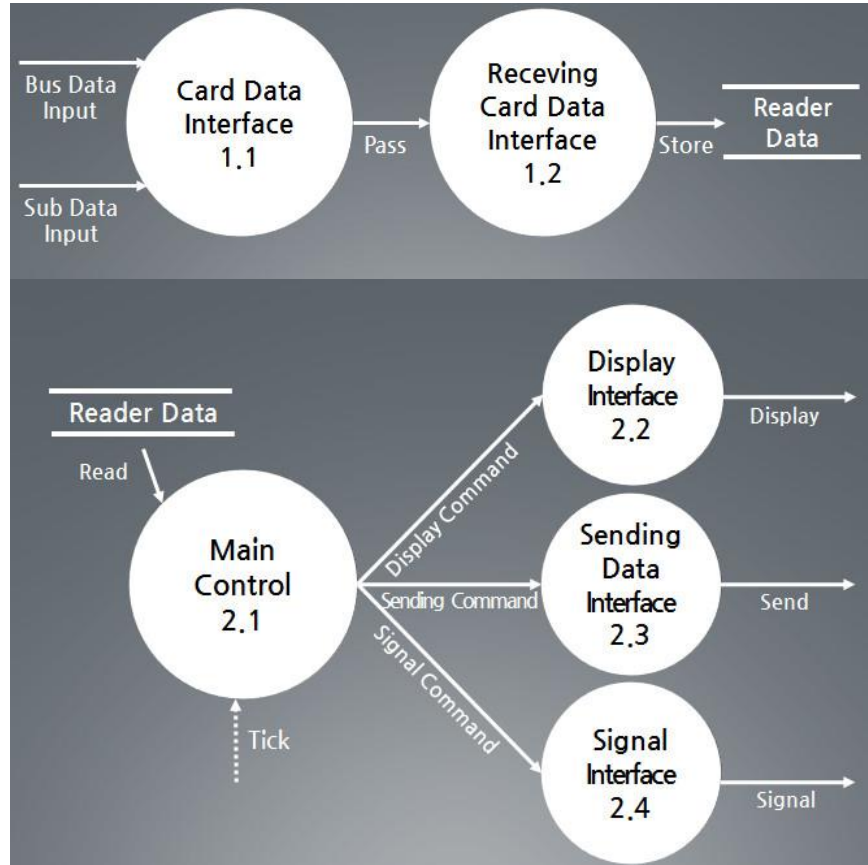 Bus Data
Input
Sub Data
Input
Card Data
Interface
1.1
Pass
Receving
Card Data
Interface
1.2
Store
Reader
Data
Reader Data
Read
Main
Control
2.1
Tick
Display Command
Sending Command
Signal Command
Display
Interface
2.2
Display
Sending
Data
Interface
2.3
Send
Signal
Interface
2.4
Signal